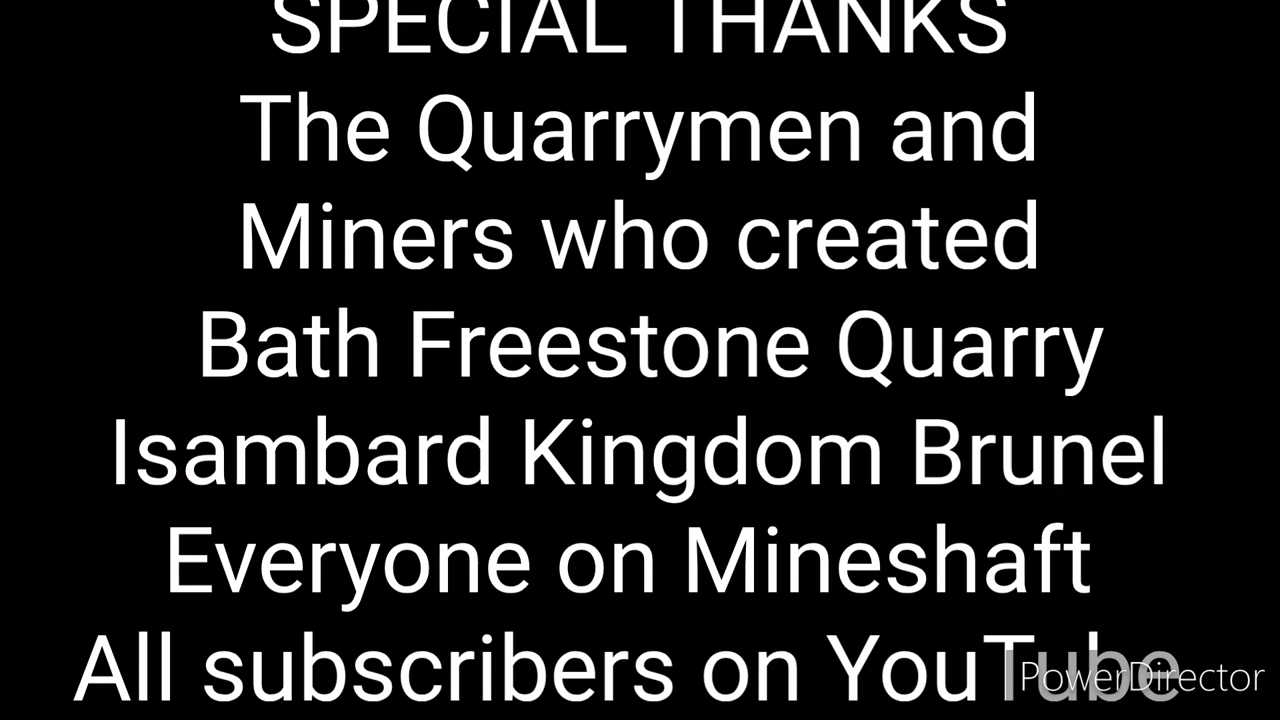 SPECIAL THANKS
The Quarrymen and
Miners who created
Bath Freestone Quarry
Isambard Kingdom Brunel
Everyone on Mineshaft
All subscribers on YouTube
PowerDirector